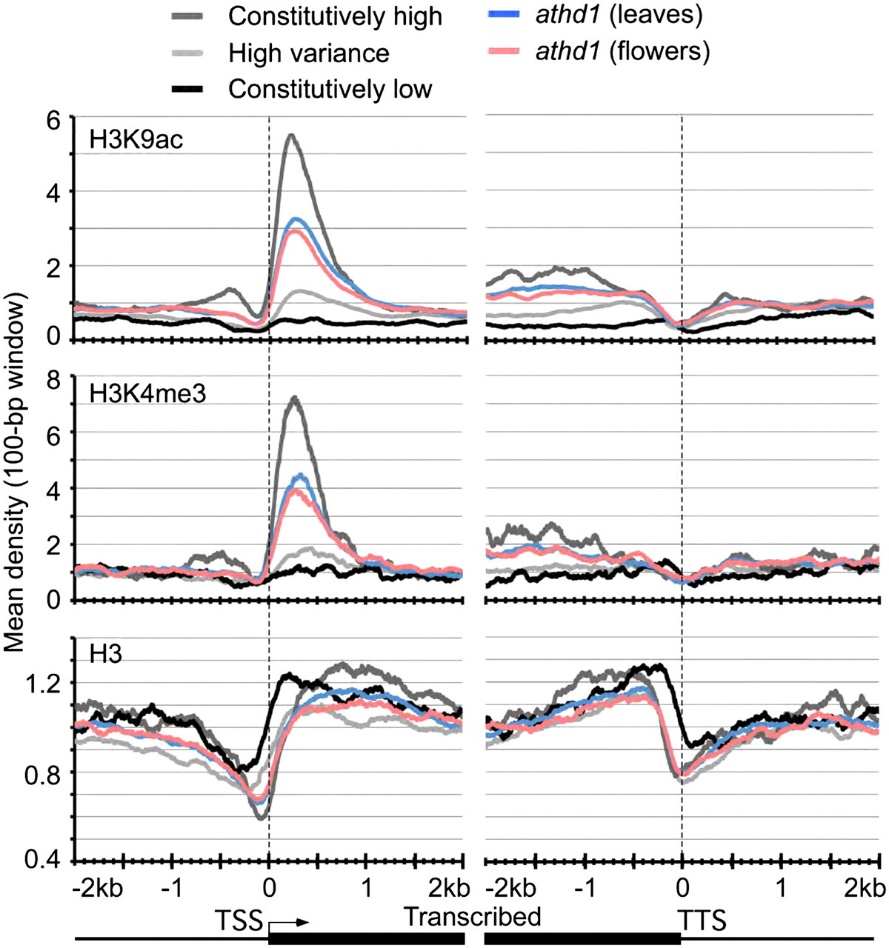 Constitutively high
High variance
Constitutively low
athd1 (leaves)
athd1 (flowers)
Mean density (100-bp window)
H3K9ac
6
4
2
0
H3K4me3
8
6
4
2
0
H3
1.2
0.8
0.4
-2kb -1 0 1 2kb
-2kb -1 0 1 2kb
TSS Transcribed TTS